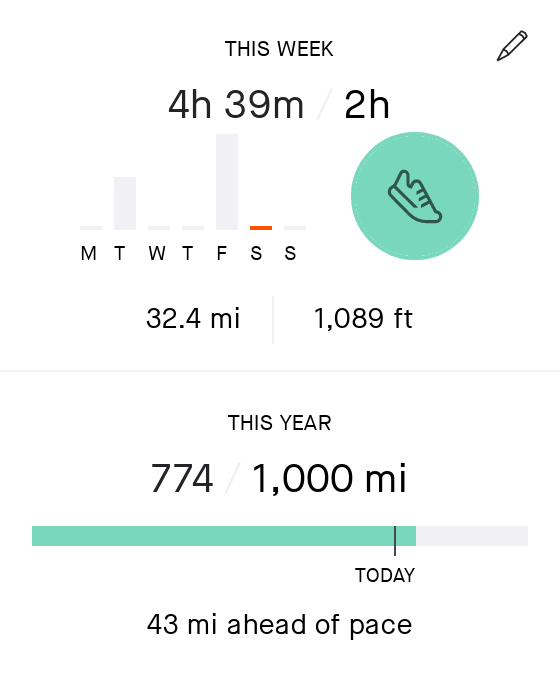 THIS WEEK
4h 39m / 2h
M T W T F S S
32.4 mi 1,089 ft
THIS YEAR
774 / 1,000 mi
TODAY
43 mi ahead of pace